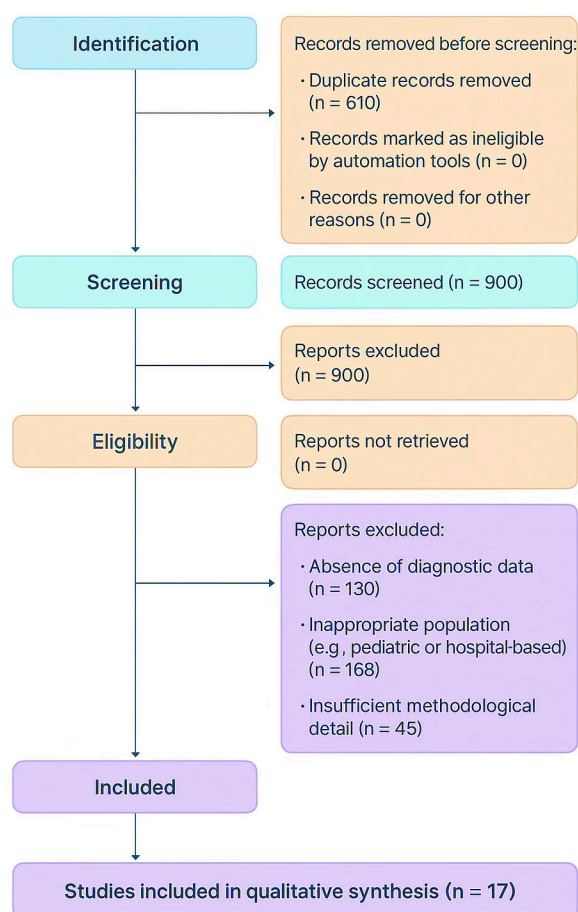 Identification
Records removed before screening:
· Duplicate records removed
(n = 610)
· Records marked as ineligible
by automation tools (n = 0)
· Records removed for other
reasons (n = 0)
Screening
Records screened (n = 900)
Reports excluded
(n = 900)
Eligibility
Reports not retrieved
(n = 0)
Reports excluded:
· Absence of diagnostic data
(n = 130)
· Inappropriate population
(e.g, pediatric or hospital-based)
(n = 168)
· Insufficient methodological
detail (n = 45)
Included
Studies included in qualitative synthesis (n = 17)